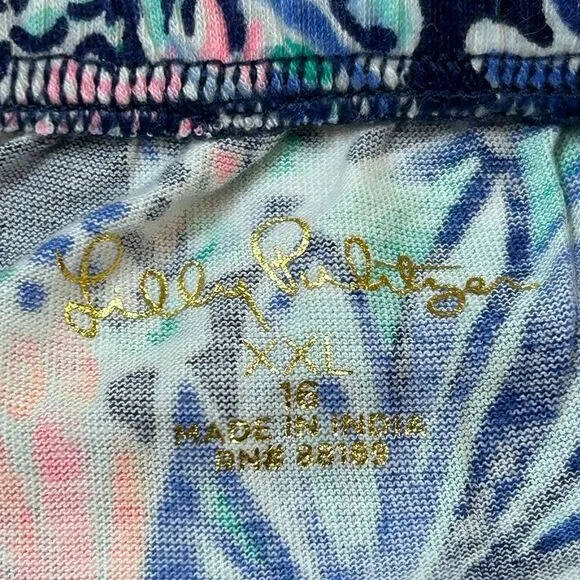 Lilly Pulitzer
XXL
16
MADE IN INDIA
RN# 88193